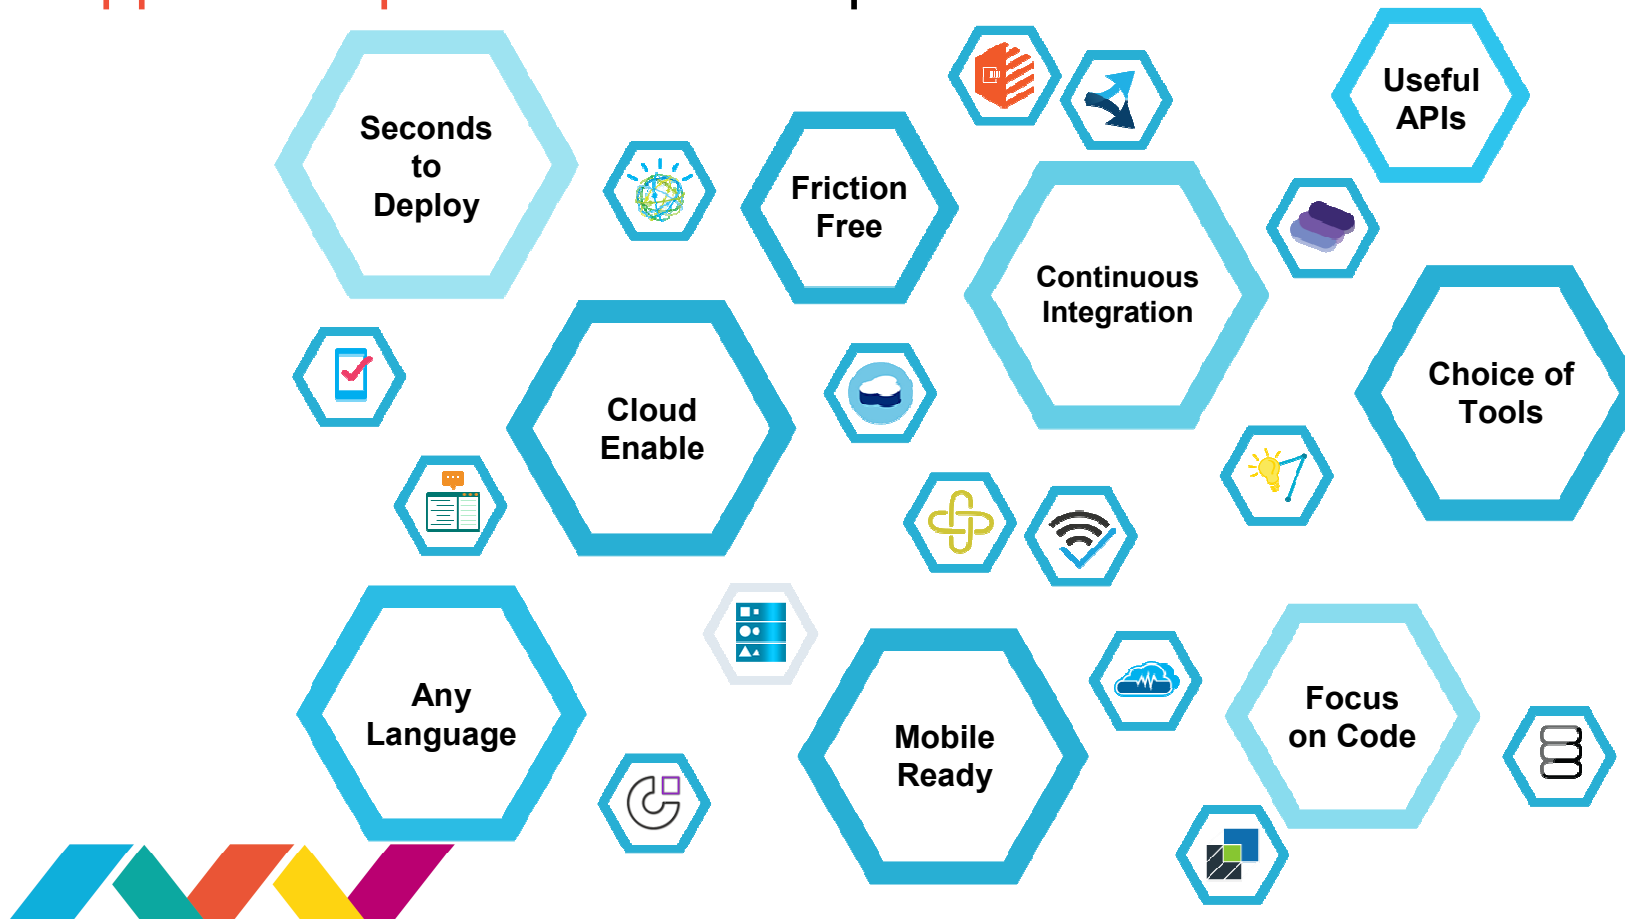 Seconds
to
Deploy
Friction
Free
Useful
APIs
Continuous
Integration
Cloud
Enable
Choice of
Tools
Any
Language
Mobile
Ready
Focus
on Code